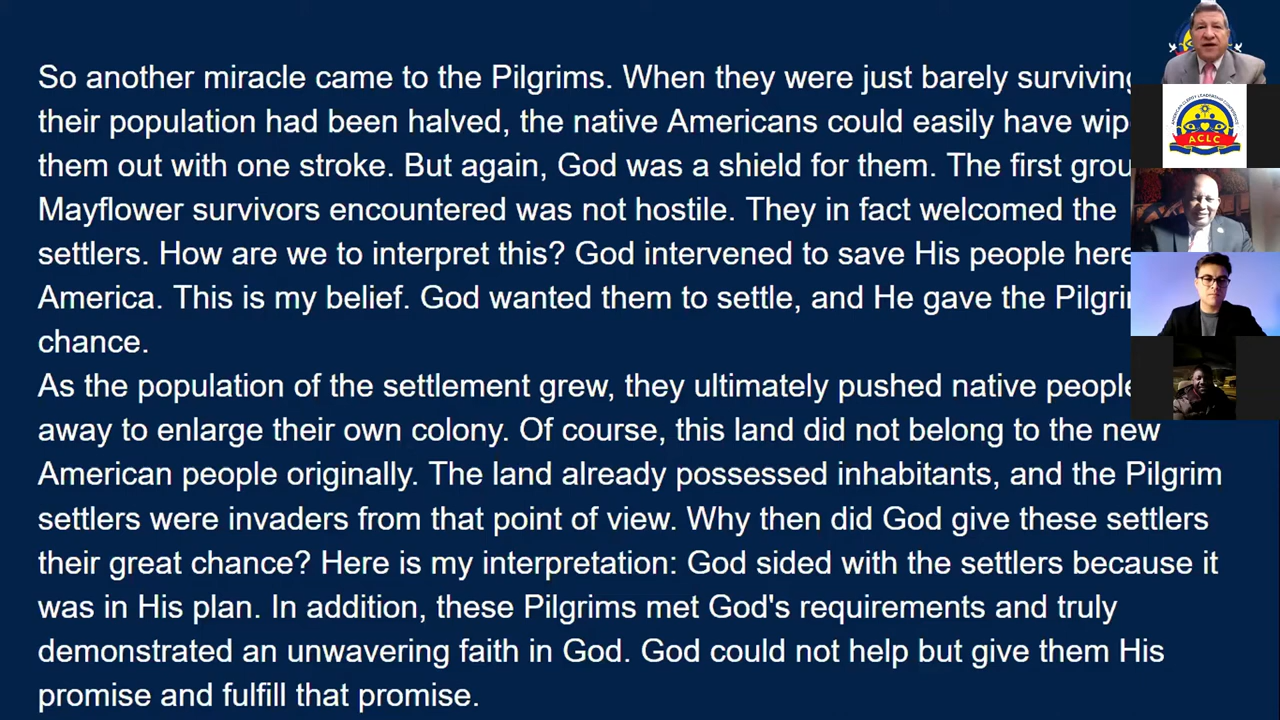 So another miracle came to the Pilgrims. When they were just barely surviving
their population had been halved, the native Americans could easily have wip
them out with one stroke. But again, God was a shield for them. The first grou
Mayflower survivors encountered was not hostile. They in fact welcomed the
settlers. How are we to interpret this? God intervened to save His people here
America. This is my belief. God wanted them to settle, and He gave the Pilgri
chance.
As the population of the settlement grew, they ultimately pushed native people
away to enlarge their own colony. Of course, this land did not belong to the new
American people originally. The land already possessed inhabitants, and the Pilgrim
settlers were invaders from that point of view. Why then did God give these settlers
their great chance? Here is my interpretation: God sided with the settlers because it
was in His plan. In addition, these Pilgrims met God's requirements and truly
demonstrated an unwavering faith in God. God could not help but give them His
promise and fulfill that promise.
AMERICAN CLERGY LEADERSHIP CONFERENCE
ACLC